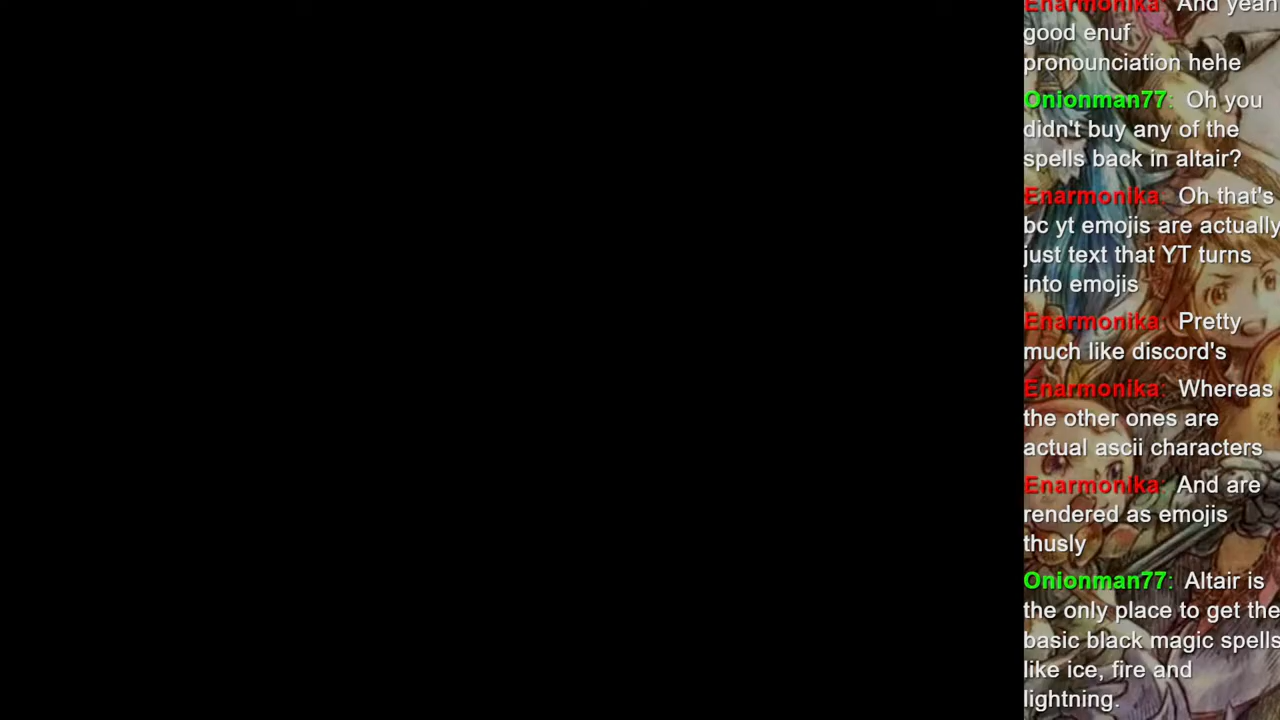 Enarmonika: And yeah
good enuf
pronounciation hehe
Onionman77: Oh you
didn't buy any of the
spells back in altair?
Enarmonika: Oh that's
bc yt emojis are actually
just text that YT turns
into emojis
Enarmonika: Pretty
much like discord's
Enarmonika: Whereas
the other ones are
actual ascii characters
Enarmonika: And are
rendered as emojis
thusly
Onionman77: Altair is
the only place to get the
basic black magic spells
like ice, fire and
lightning.